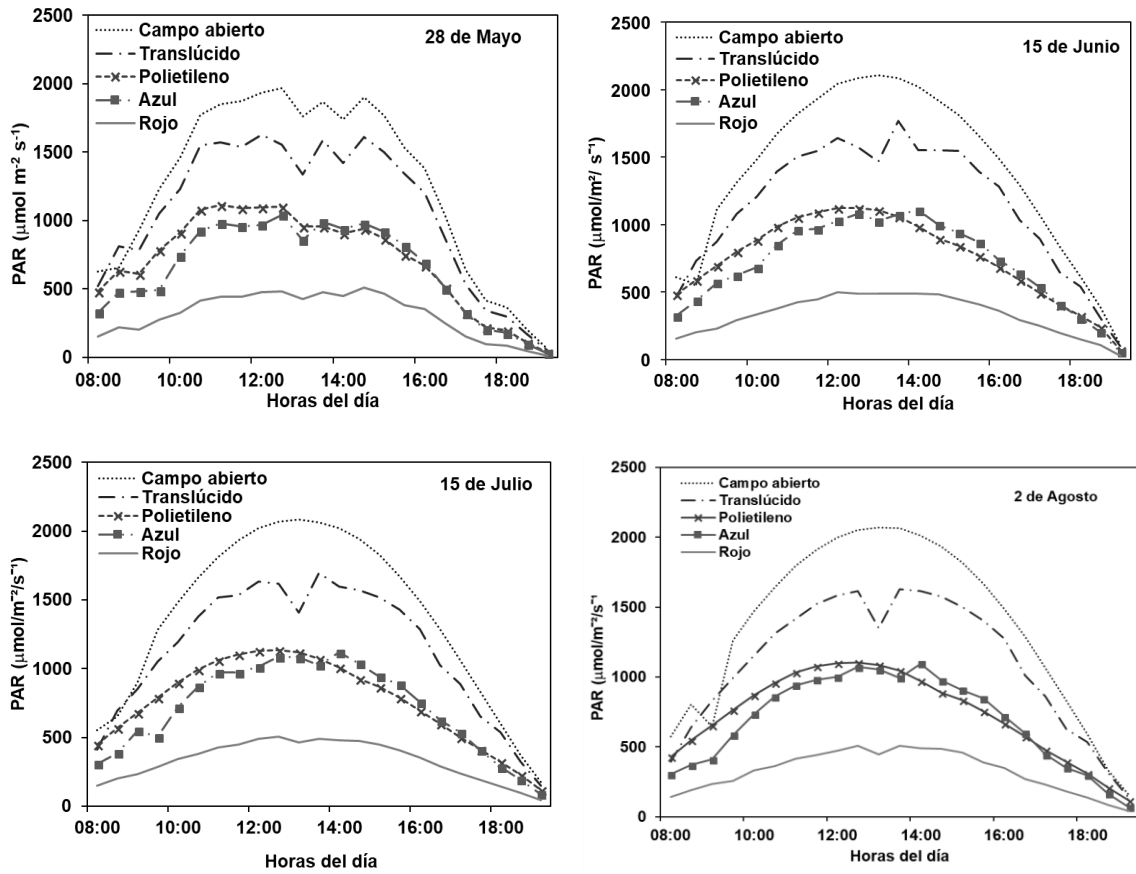 2500
2000
1500
1000
500
0
PAR (µmol m⁻² s⁻¹)
Campo abierto
Translúcido
Polietileno
Azul
Rojo
28 de Mayo
08:00 10:00 12:00 14:00 16:00 18:00
Horas del día
2500
2000
1500
1000
500
0
PAR (µmol/m²/ s⁻¹)
Campo abierto
Translúcido
Polietileno
Azul
Rojo
15 de Junio
08:00 10:00 12:00 14:00 16:00 18:00
Horas del día
2500
2000
1500
1000
500
0
PAR (µmol/m⁻²/s⁻¹)
Campo abierto
Translúcido
Polietileno
Azul
Rojo
15 de Julio
08:00 10:00 12:00 14:00 16:00 18:00
Horas del día
2500
2000
1500
1000
500
0
PAR (µmol/m⁻²/s⁻¹)
Campo abierto
Translúcido
Polietileno
Azul
Rojo
2 de Agosto
08:00 10:00 12:00 14:00 16:00 18:00
Horas del día